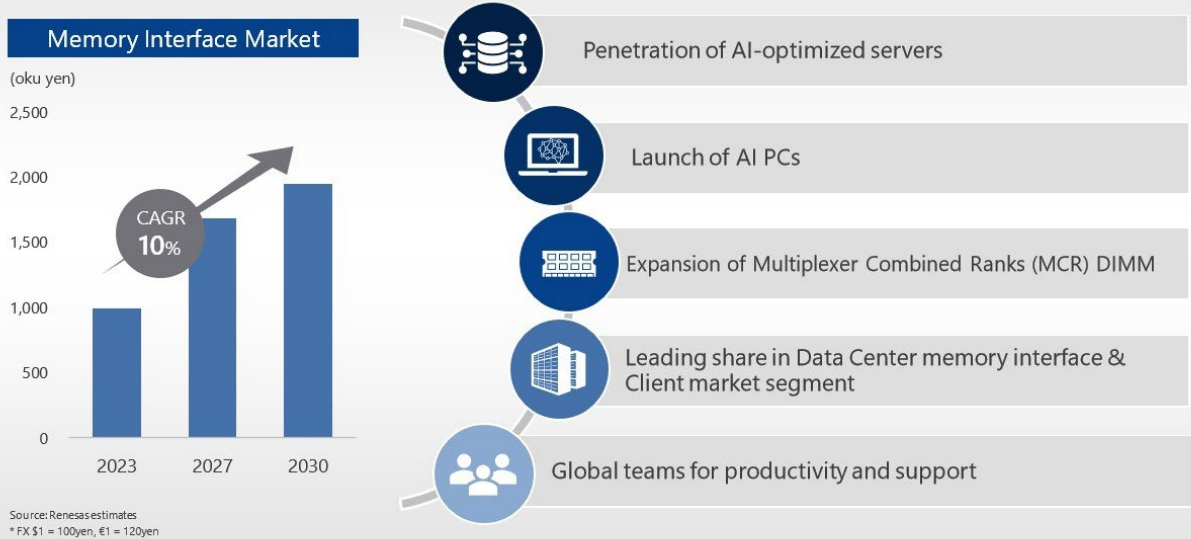 Memory Interface Market
(oku yen)
2,500
2,000
1,500
1,000
500
0
CAGR
10%
2023
2027
2030
Source: Renesas estimates
* FX $1 = 100yen, €1 = 120yen
Penetration of AI-optimized servers
Launch of AI PCs
Expansion of Multiplexer Combined Ranks (MCR) DIMM
Leading share in Data Center memory interface &
Client market segment
Global teams for productivity and support